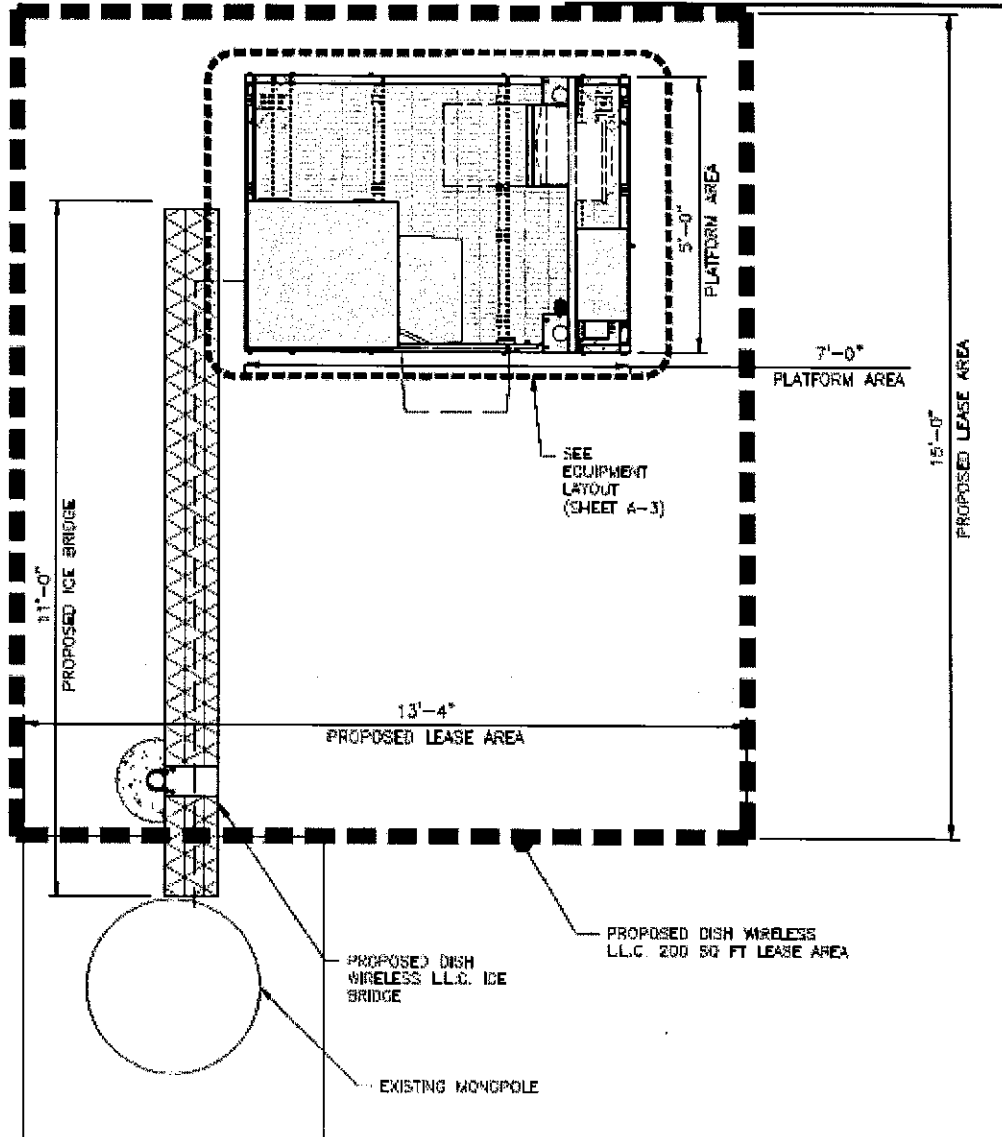 5'-0"
PLATFORM AREA
7'-0"
PLATFORM AREA
15'-0"
PROPOSED LEASE AREA
SEE
EQUIPMENT
LAYOUT
(SHEET A-3)
11'-0"
PROPOSED ICE BRIDGE
13'-4"
PROPOSED LEASE AREA
PROPOSED DISH WIRELESS
L.L.C. 200 SQ FT LEASE AREA
PROPOSED DISH
WIRELESS L.L.C. ICE
BRIDGE
EXISTING MONOPOLE